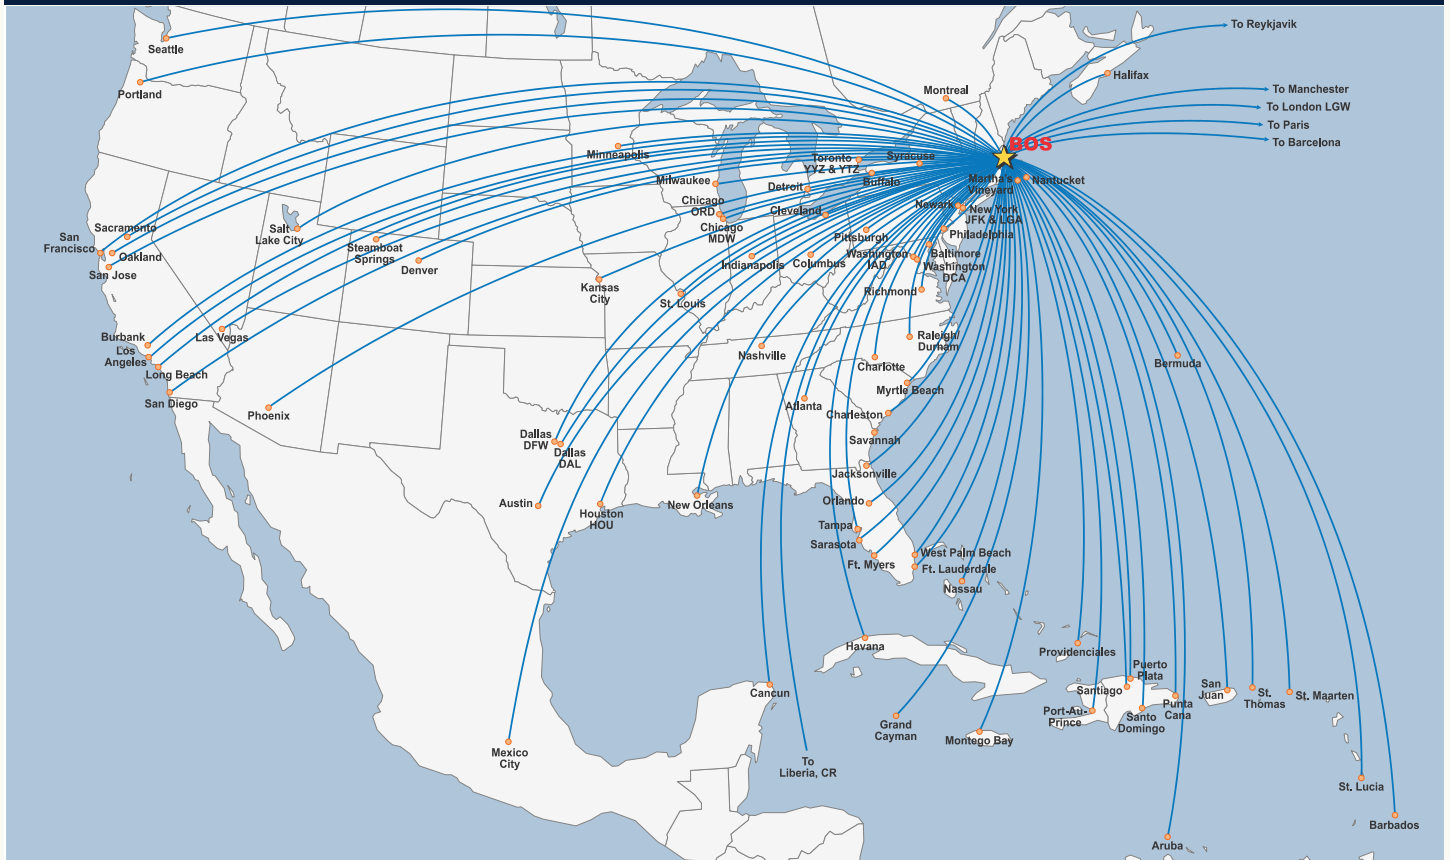 To Reykjavik
Seattle
Halifax
Portland
Montreal
To Manchester
To London LGW
To Paris
To Barcelona
BOS
Minneapolis
Toronto
YYZ & YTZ
Syracuse
Buffalo
Milwaukee
Detroit
Martha's
Vineyard
Nantucket
Chicago
ORD
Cleveland
Newark
New York
JFK & LGA
Chicago
MDW
Philadelphia
Pittsburgh
Sacramento
San
Francisco
Oakland
San Jose
Salt
Lake City
Steamboat
Springs
Denver
Indianapolis
Columbus
Washington
IAD
Baltimore
Washington
DCA
Kansas
City
St. Louis
Richmond
Burbank
Los
Angeles
Long Beach
Las Vegas
San Diego
Phoenix
Nashville
Raleigh/
Durham
Charlotte
Myrtle Beach
Bermuda
Atlanta
Charleston
Savannah
Dallas
DFW
Dallas
DAL
Jacksonville
Austin
Houston
HOU
New Orleans
Orlando
Tampa
Sarasota
Ft. Myers
West Palm Beach
Ft. Lauderdale
Nassau
Havana
Providenciales
Cancun
Puerto
Plata
Santiago
Port-Au-
Prince
Santo
Domingo
Punta
Cana
San
Juan
St.
Thomas
St. Maarten
Grand
Cayman
Montego Bay
Mexico
City
To
Liberia, CR
St. Lucia
Barbados
Aruba